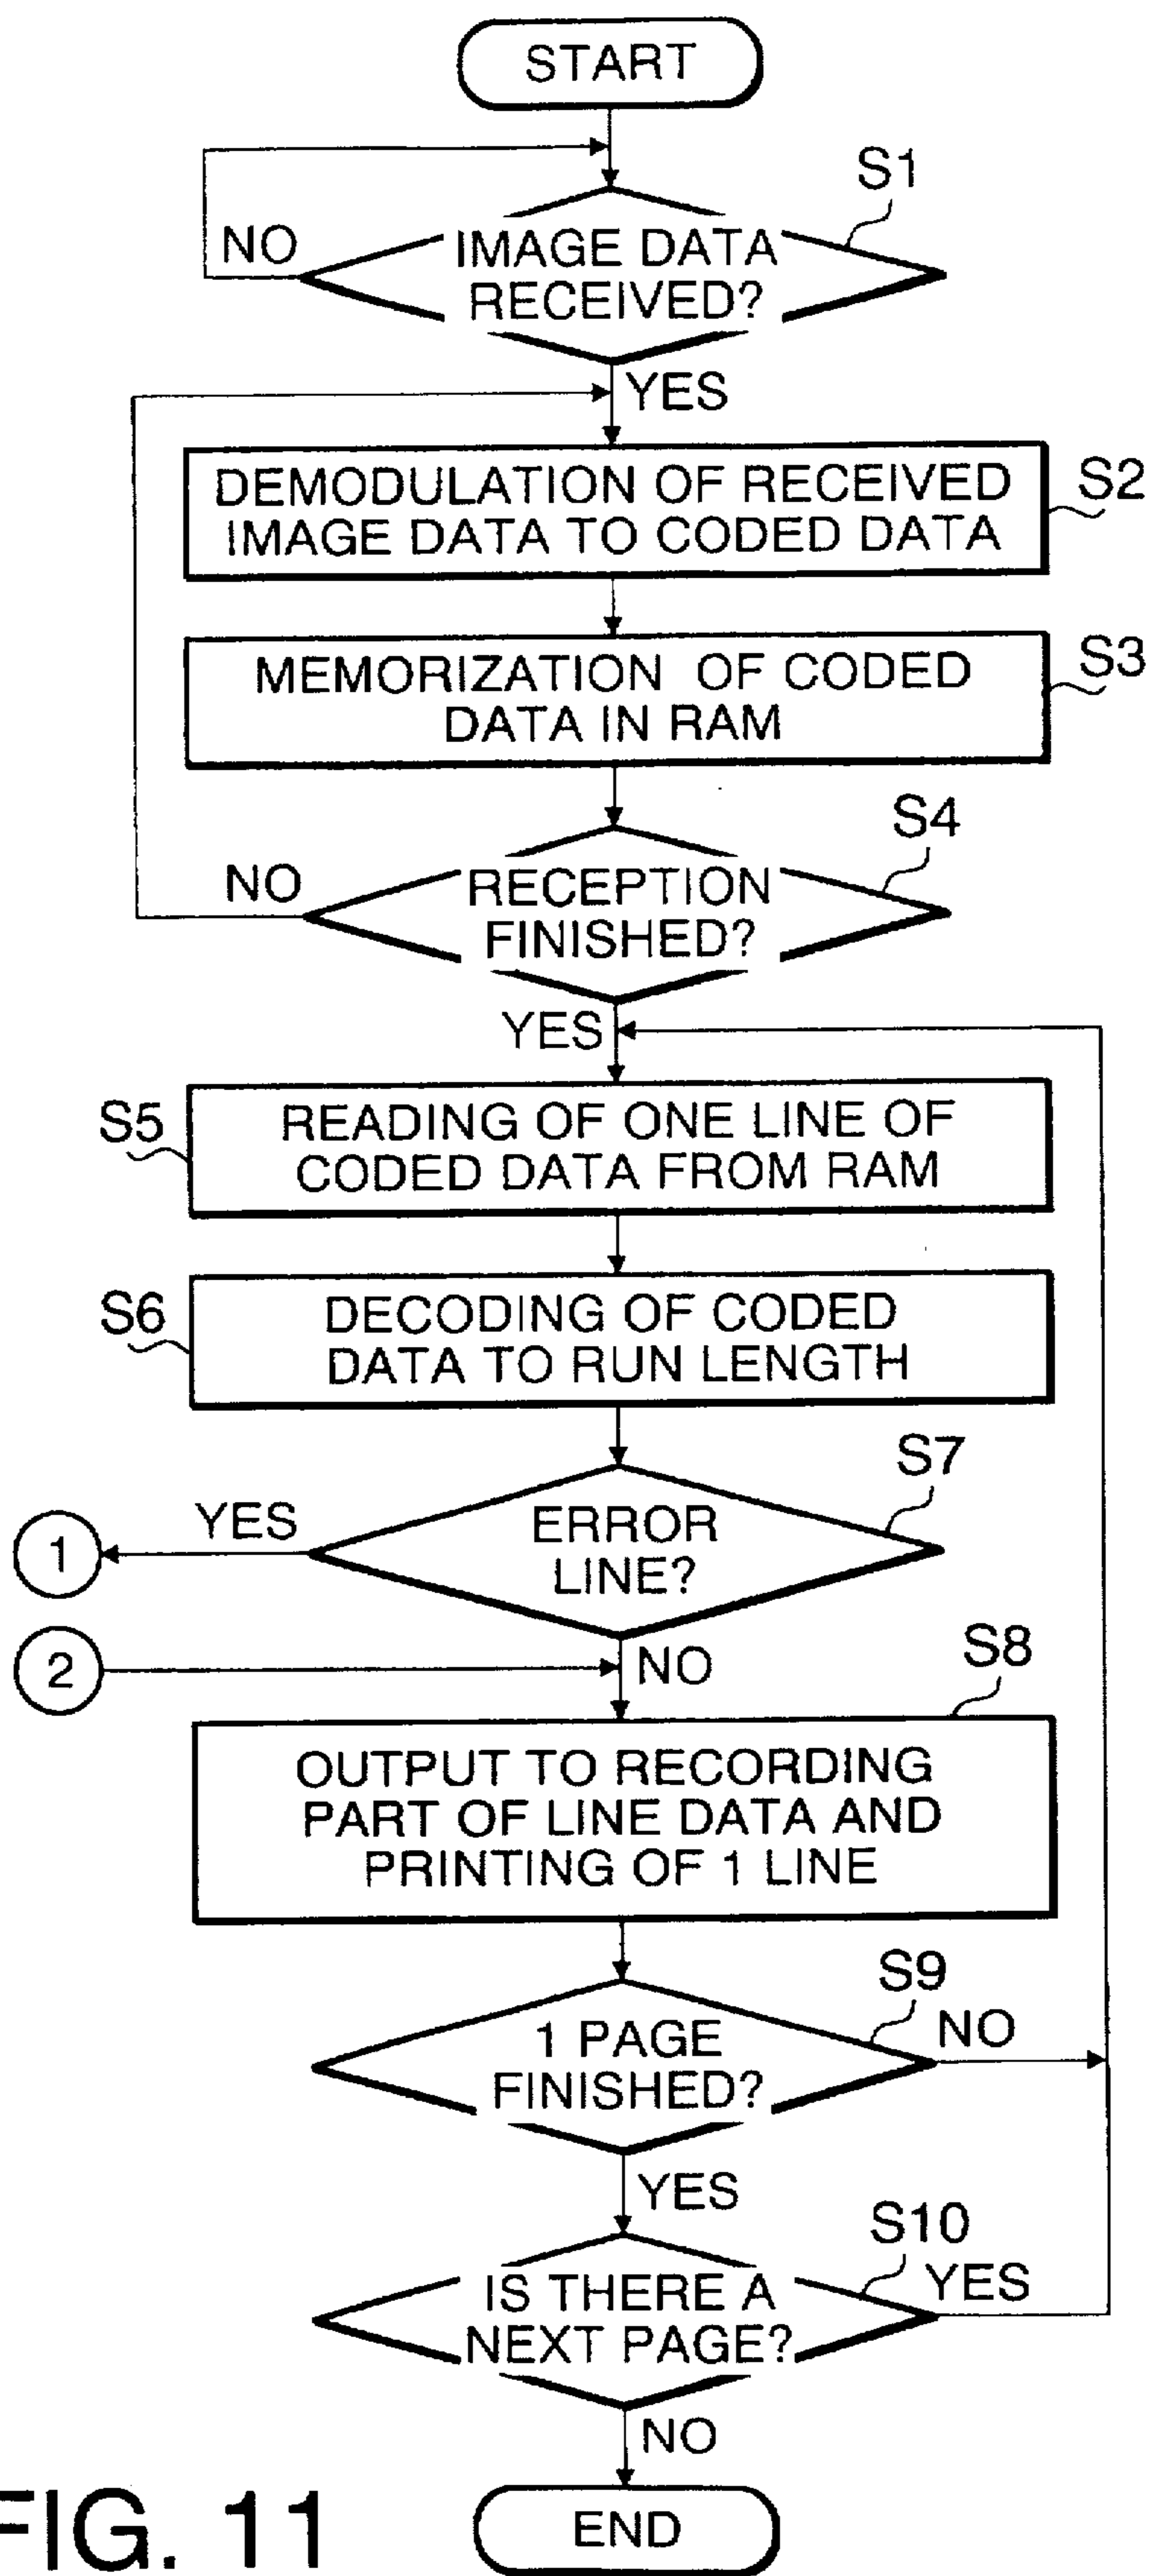 START
S1
NO
IMAGE DATA
RECEIVED?
YES
DEMODULATION OF RECEIVED
IMAGE DATA TO CODED DATA
S2
MEMORIZATION OF CODED
DATA IN RAM
S3
S4
NO
RECEPTION
FINISHED?
YES
S5
READING OF ONE LINE OF
CODED DATA FROM RAM
S6
DECODING OF CODED
DATA TO RUN LENGTH
S7
1
YES
ERROR
LINE?
2
NO
S8
OUTPUT TO RECORDING
PART OF LINE DATA AND
PRINTING OF 1 LINE
S9
1 PAGE
FINISHED?
NO
YES
S10
IS THERE A
NEXT PAGE?
YES
NO
END
FIG. 11